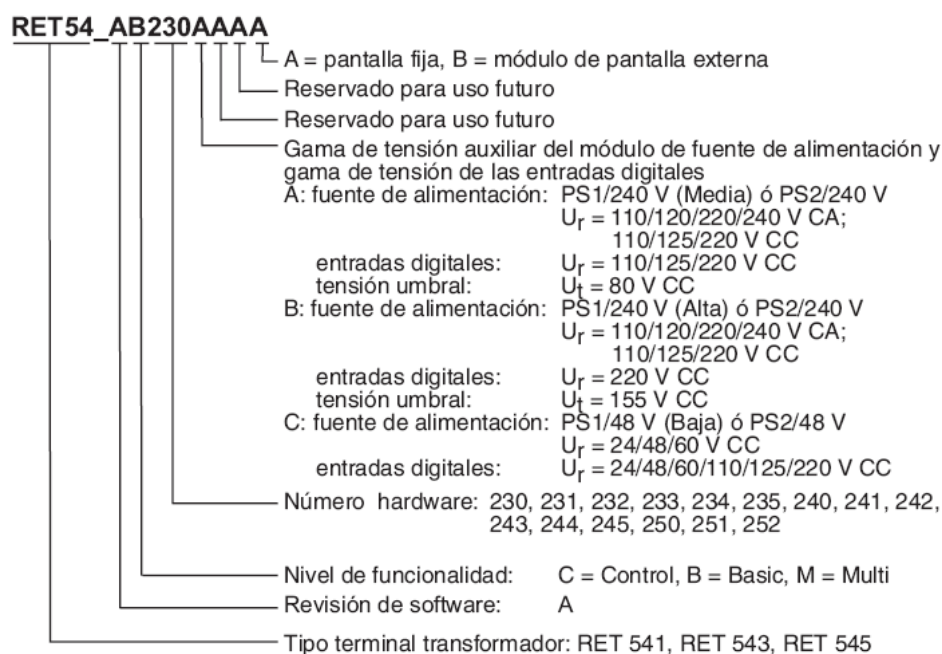 RET54_AB230AAAA
A = pantalla fija, B = módulo de pantalla externa
Reservado para uso futuro
Reservado para uso futuro
Gama de tensión auxiliar del módulo de fuente de alimentación y
gama de tensión de las entradas digitales
A: fuente de alimentación: PS1/240 V (Media) ó PS2/240 V
Ur = 110/120/220/240 V CA;
110/125/220 V CC
entradas digitales: Ur = 110/125/220 V CC
tensión umbral: Ut = 80 V CC
B: fuente de alimentación: PS1/240 V (Alta) ó PS2/240 V
Ur = 110/120/220/240 V CA;
110/125/220 V CC
entradas digitales: Ur = 220 V CC
tensión umbral: Ut = 155 V CC
C: fuente de alimentación: PS1/48 V (Baja) ó PS2/48 V
Ur = 24/48/60 V CC
entradas digitales: Ur = 24/48/60/110/125/220 V CC
Número hardware: 230, 231, 232, 233, 234, 235, 240, 241, 242,
243, 244, 245, 250, 251, 252
Nivel de funcionalidad: C = Control, B = Basic, M = Multi
Revisión de software: A
Tipo terminal transformador: RET 541, RET 543, RET 545